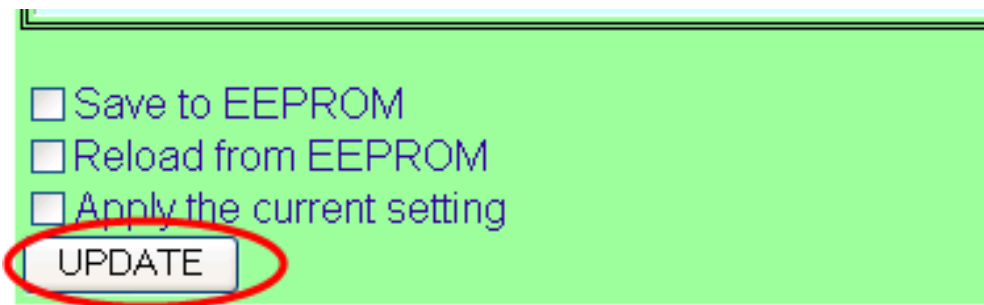 Save to EEPROM
Reload from EEPROM
Apply the current setting
UPDATE